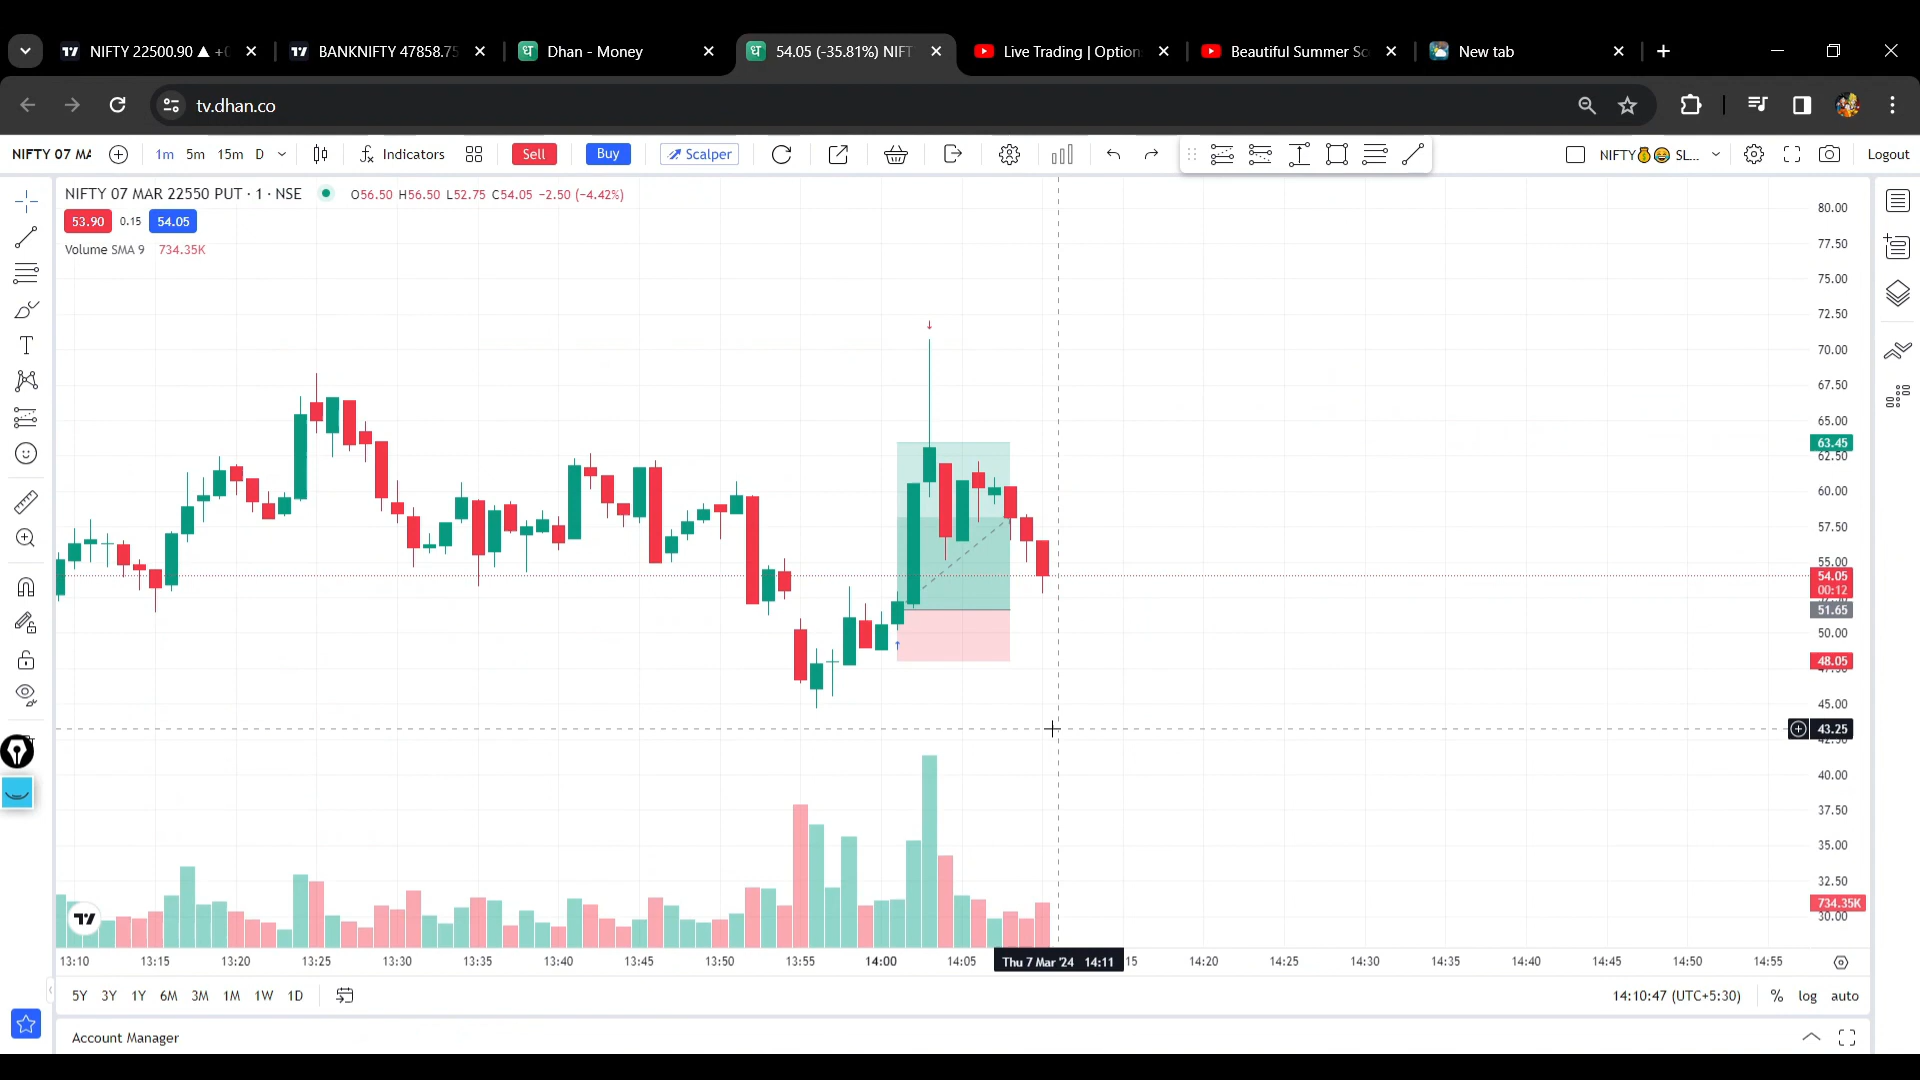 NIFTY 22500.90 ▲ +0
BANKNIFTY 47858.75
Dhan - Money
54.05 (-35.81%) NIFT
Live Trading | Option
Beautiful Summer So
New tab
tv.dhan.co
NIFTY 07 MA
1m 5m 15m D
Indicators
Sell
Buy
Scalper
NIFTY💰😂 SL...
Logout
NIFTY 07 MAR 22550 PUT · 1 · NSE
O56.50 H56.50 L52.75 C54.05 −2.50 (−4.42%)
53.90 0.15 54.05
Volume SMA 9 734.35K
80.00
77.50
75.00
72.50
70.00
67.50
65.00
63.45
62.50
60.00
57.50
55.00
54.05
00:12
51.65
50.00
48.05
45.00
43.25
40.00
37.50
35.00
32.50
734.35K
30.00
13:10 13:15 13:20 13:25 13:30 13:35 13:40 13:45 13:50 13:55 14:00 14:05 Thu 7 Mar '24 14:11 15 14:20 14:25 14:30 14:35 14:40 14:45 14:50 14:55
5Y 3Y 1Y 6M 3M 1M 1W 1D
14:10:47 (UTC+5:30) % log auto
Account Manager